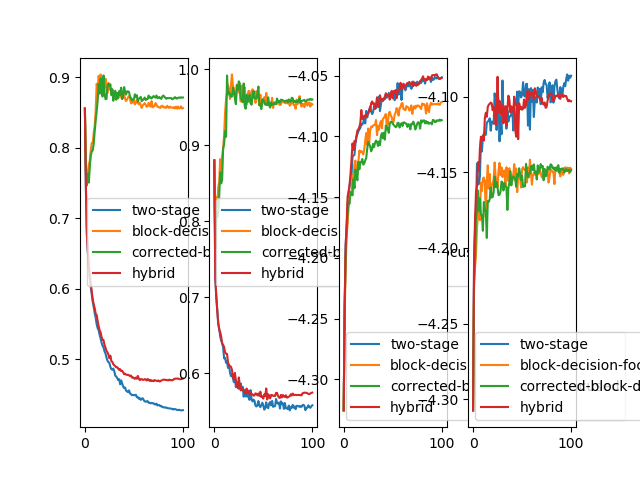 0.9
0.8
0.7
0.6
0.5
0 100
two-stage
block-decis
corrected-b
hybrid
1.0
0.9
0.8
0.7
0.6
0 100
two-stage
block-decis
corrected-b
hybrid
−4.05
−4.10
−4.15
−4.20
−4.25
−4.30
0 100
two-stage
block-decis
corrected-b
hybrid
−4.10
−4.15
−4.20
−4.25
−4.30
0 100
two-stage
block-decision-foc
corrected-block-d
hybrid